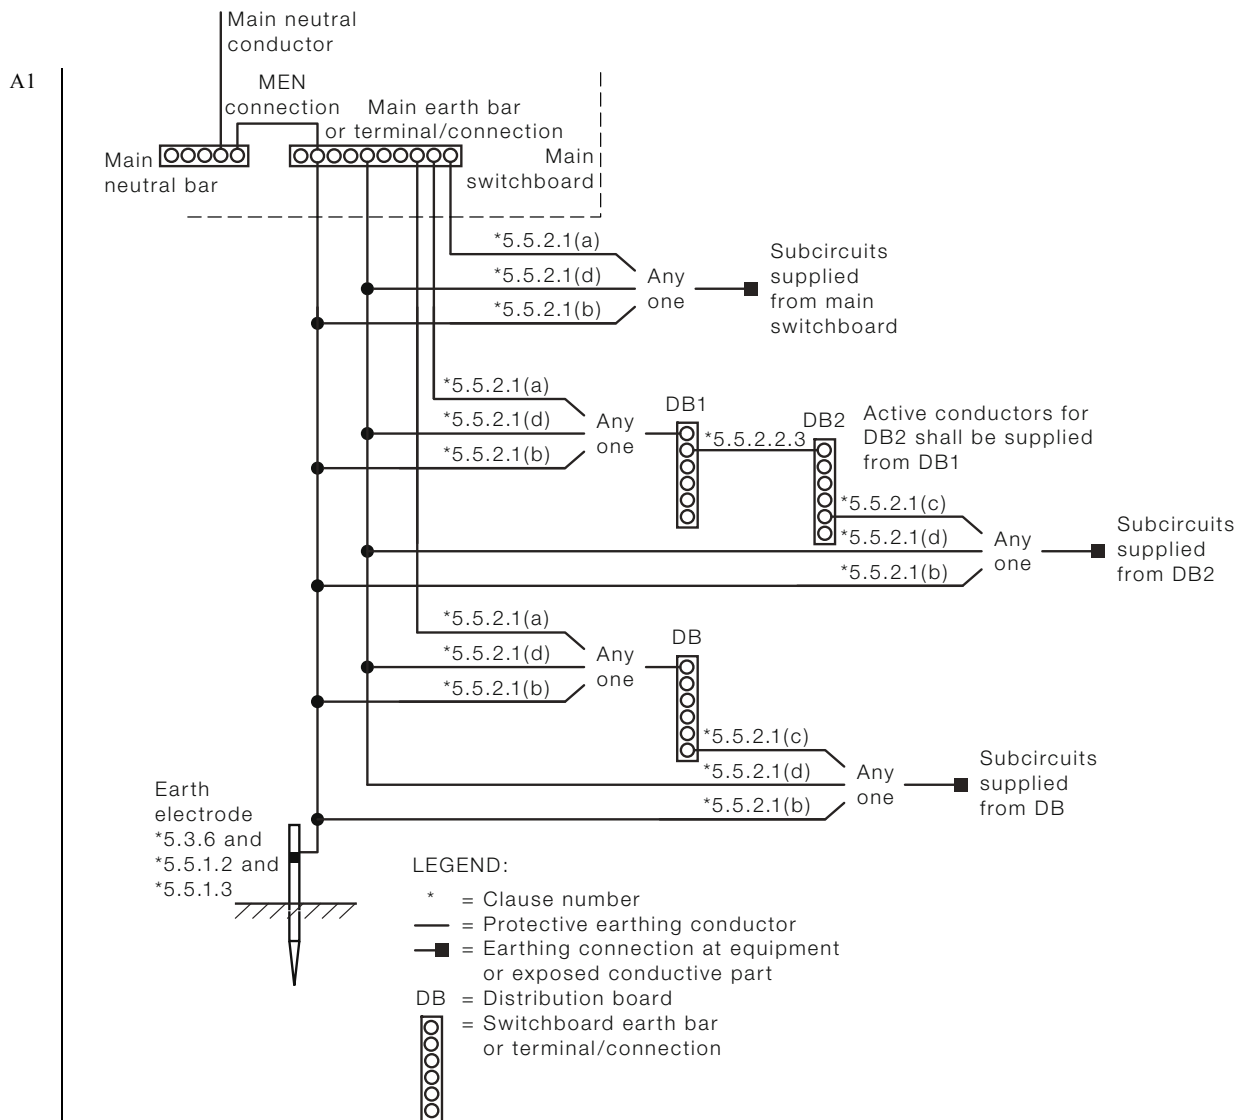 Main neutral
conductor
A1
MEN
connection
Main earth bar
or terminal/connection
Main
neutral bar
Main
switchboard
*5.5.2.1(a)
*5.5.2.1(d)
*5.5.2.1(b)
Any
one
Subcircuits
supplied
from main
switchboard
*5.5.2.1(a)
*5.5.2.1(d)
*5.5.2.1(b)
Any
one
DB1
*5.5.2.2.3
DB2
Active conductors for
DB2 shall be supplied
from DB1
*5.5.2.1(c)
*5.5.2.1(d)
*5.5.2.1(b)
Any
one
Subcircuits
supplied
from DB2
*5.5.2.1(a)
*5.5.2.1(d)
*5.5.2.1(b)
Any
one
DB
*5.5.2.1(c)
*5.5.2.1(d)
*5.5.2.1(b)
Any
one
Subcircuits
supplied
from DB
Earth
electrode
*5.3.6 and
*5.5.1.2 and
*5.5.1.3
LEGEND:
* = Clause number
= Protective earthing conductor
= Earthing connection at equipment
or exposed conductive part
DB = Distribution board
= Switchboard earth bar
or terminal/connection